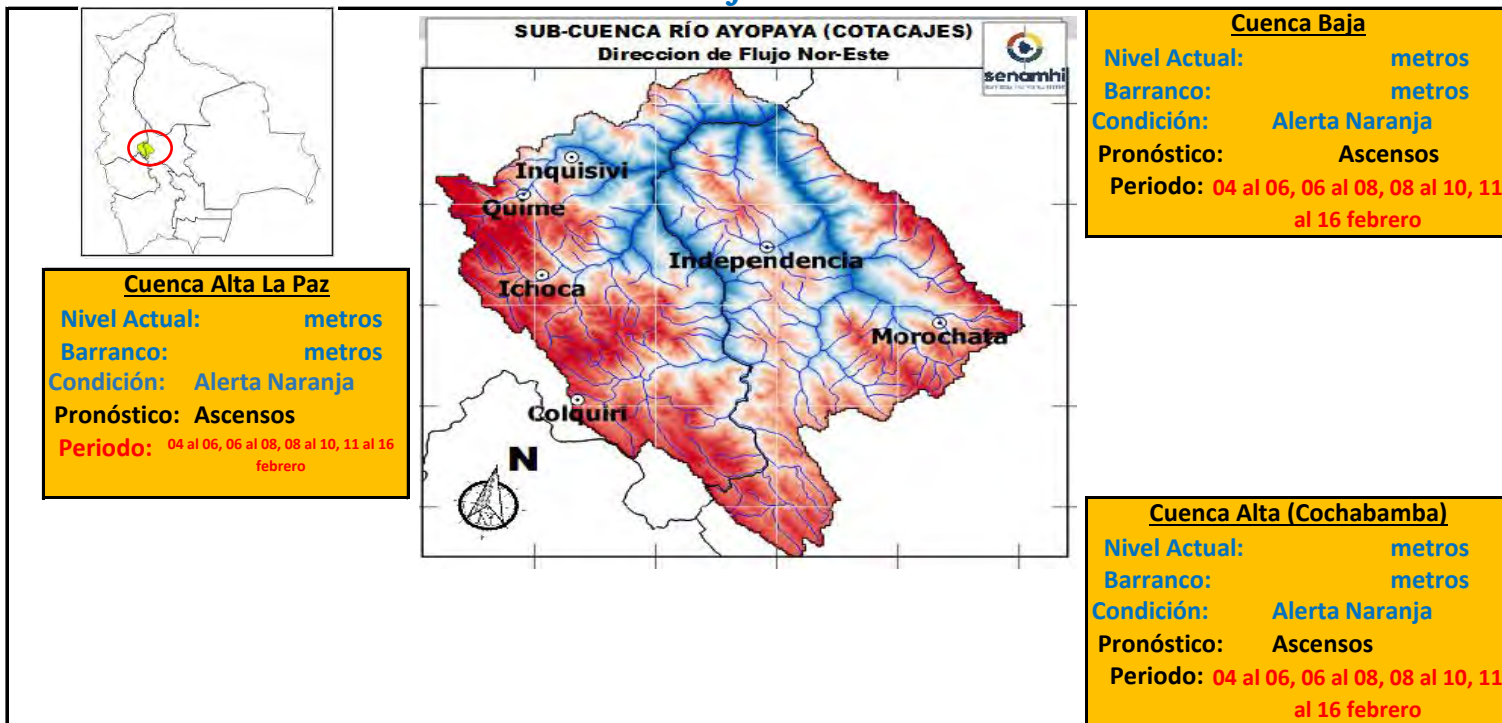 SUB-CUENCA RÍO AYOPAYA (COTACAJES)
Direccion de Flujo Nor-Este
senamhi
Inquisivi
Quime
Independencia
Ichoca
Morochata
Colquiri
N
Cuenca Baja
Nivel Actual: metros
Barranco: metros
Condición: Alerta Naranja
Pronóstico: Ascensos
Periodo: 04 al 06, 06 al 08, 08 al 10, 11
al 16 febrero
Cuenca Alta La Paz
Nivel Actual: metros
Barranco: metros
Condición: Alerta Naranja
Pronóstico: Ascensos
Periodo: 04 al 06, 06 al 08, 08 al 10, 11 al 16
febrero
Cuenca Alta (Cochabamba)
Nivel Actual: metros
Barranco: metros
Condición: Alerta Naranja
Pronóstico: Ascensos
Periodo: 04 al 06, 06 al 08, 08 al 10, 11
al 16 febrero